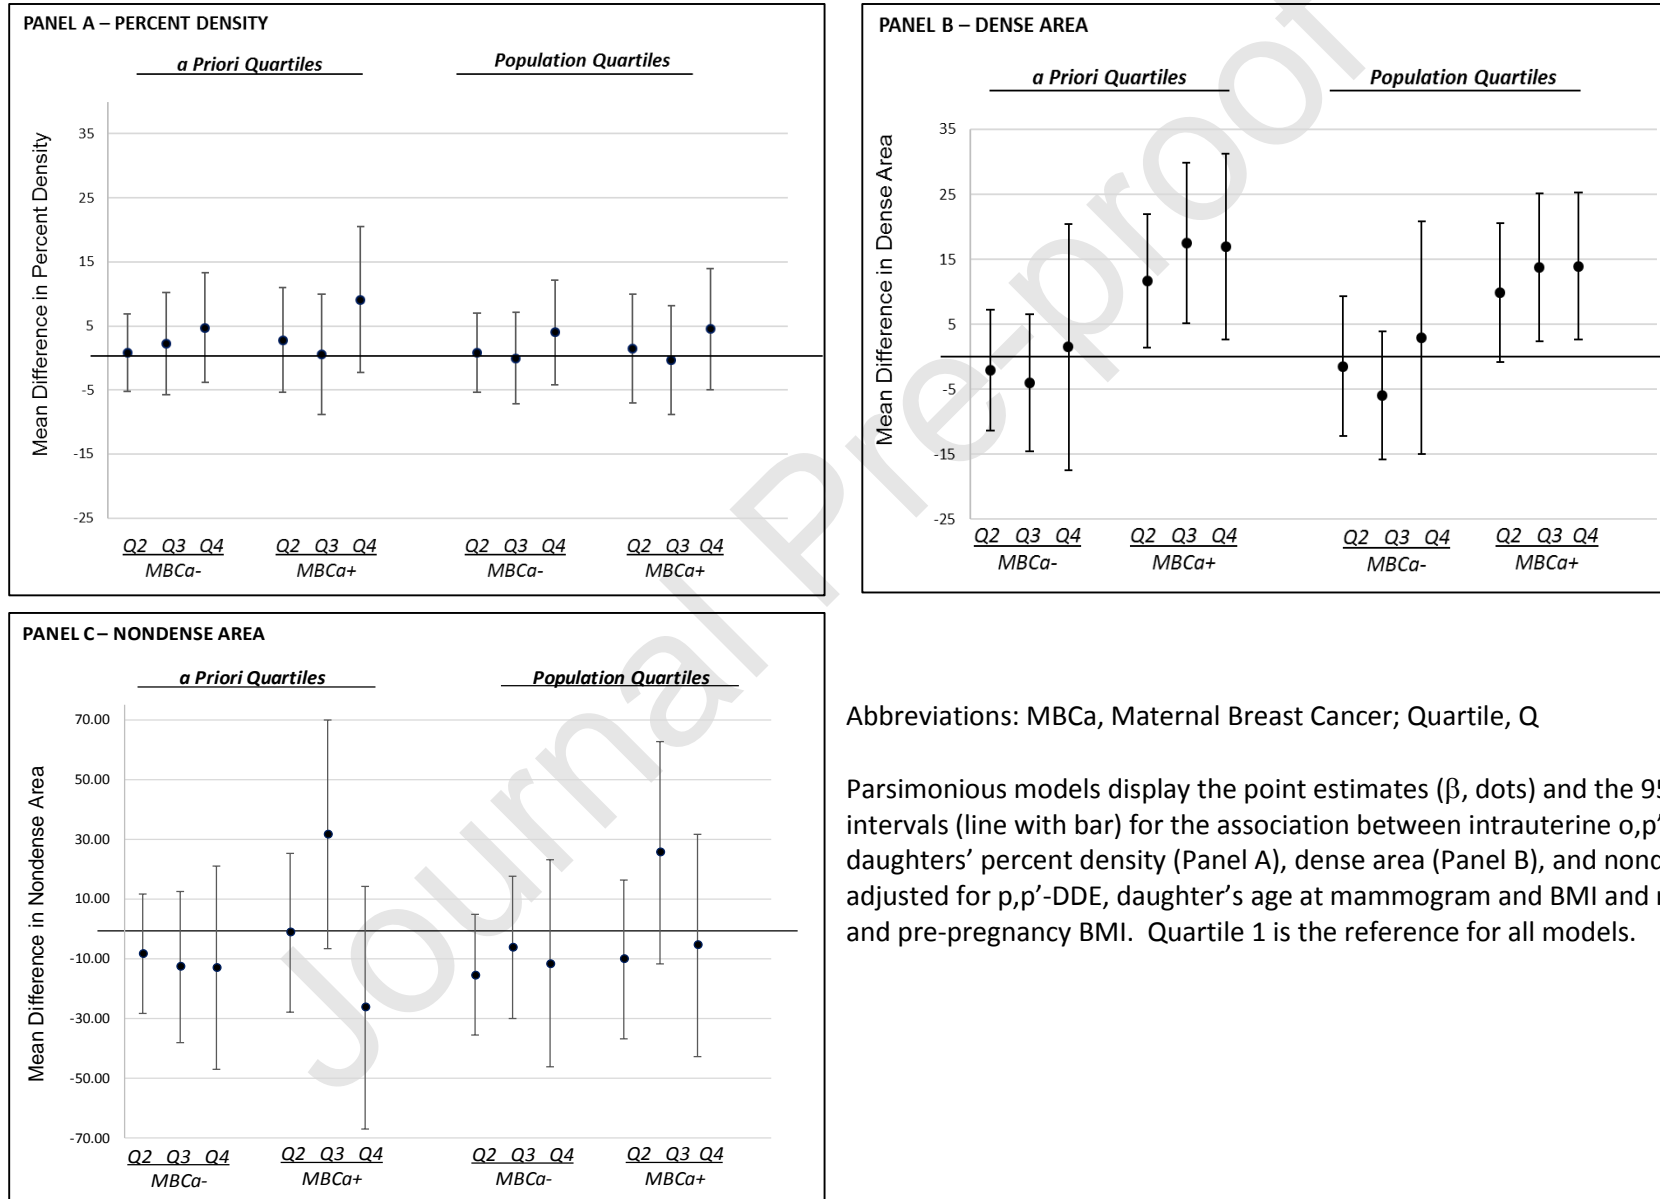 PANEL A – PERCENT DENSITY
a Priori Quartiles Population Quartiles
Mean Difference in Percent Density
35
25
15
5
-5
-15
-25
Q2 Q3 Q4 Q2 Q3 Q4 Q2 Q3 Q4 Q2 Q3 Q4
MBCa- MBCa+ MBCa- MBCa+
PANEL B – DENSE AREA
a Priori Quartiles Population Quartiles
Mean Difference in Dense Area
35
25
15
5
-5
-15
-25
Q2 Q3 Q4 Q2 Q3 Q4 Q2 Q3 Q4 Q2 Q3 Q4
MBCa- MBCa+ MBCa- MBCa+
PANEL C – NONDENSE AREA
a Priori Quartiles Population Quartiles
Mean Difference in Nondense Area
70.00
50.00
30.00
10.00
-10.00
-30.00
-50.00
-70.00
Q2 Q3 Q4 Q2 Q3 Q4 Q2 Q3 Q4 Q2 Q3 Q4
MBCa- MBCa+ MBCa- MBCa+
Abbreviations: MBCa, Maternal Breast Cancer; Quartile, Q
Parsimonious models display the point estimates (β, dots) and the
intervals (line with bar) for the association between intrauterine o,p'
daughters' percent density (Panel A), dense area (Panel B), and
adjusted for p,p'-DDE, daughter's age at mammogram and BMI and
and pre-pregnancy BMI. Quartile 1 is the reference for all models.
Journal Pre-proof